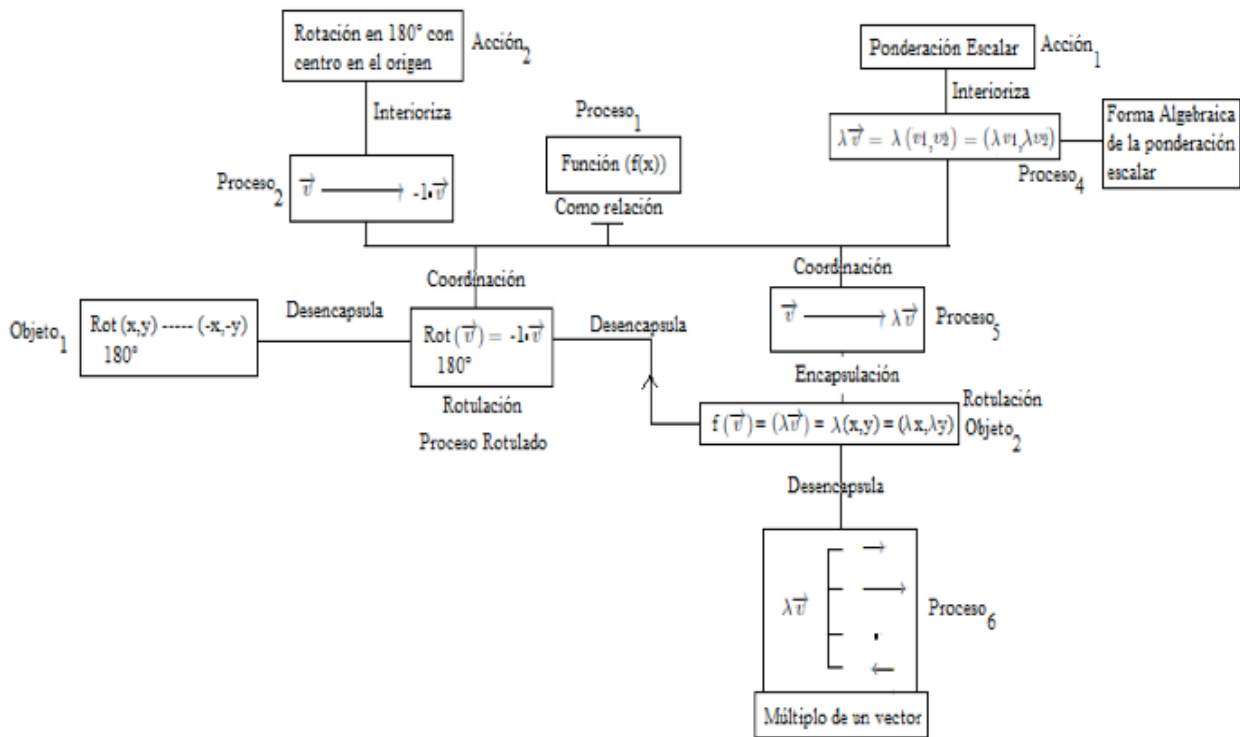 Rotación en 180° con
centro en el origen
Acción2
Ponderación Escalar
Acción1
Interioriza
Interioriza
Proceso1
Función (f(x))
Como relación
λv⃗ = λ(v1,v2) = (λv1,λv2)
Proceso4
Forma Algebraica
de la ponderación
escalar
Proceso2
v⃗ ⟶ -1·v⃗
Coordinación
Coordinación
Objeto1
Rot (x,y) ----- (-x,-y)
180°
Desencapsula
Rot (v⃗) = -1·v⃗
180°
Desencapsula
v⃗ ⟶ λv⃗
Proceso5
Rotulación
Proceso Rotulado
Encapsulación
f (v⃗) = (λv⃗) = λ(x,y) = (λx,λy)
Rotulación
Objeto2
Desencapsula
λv⃗
Proceso6
Múltiplo de un vector